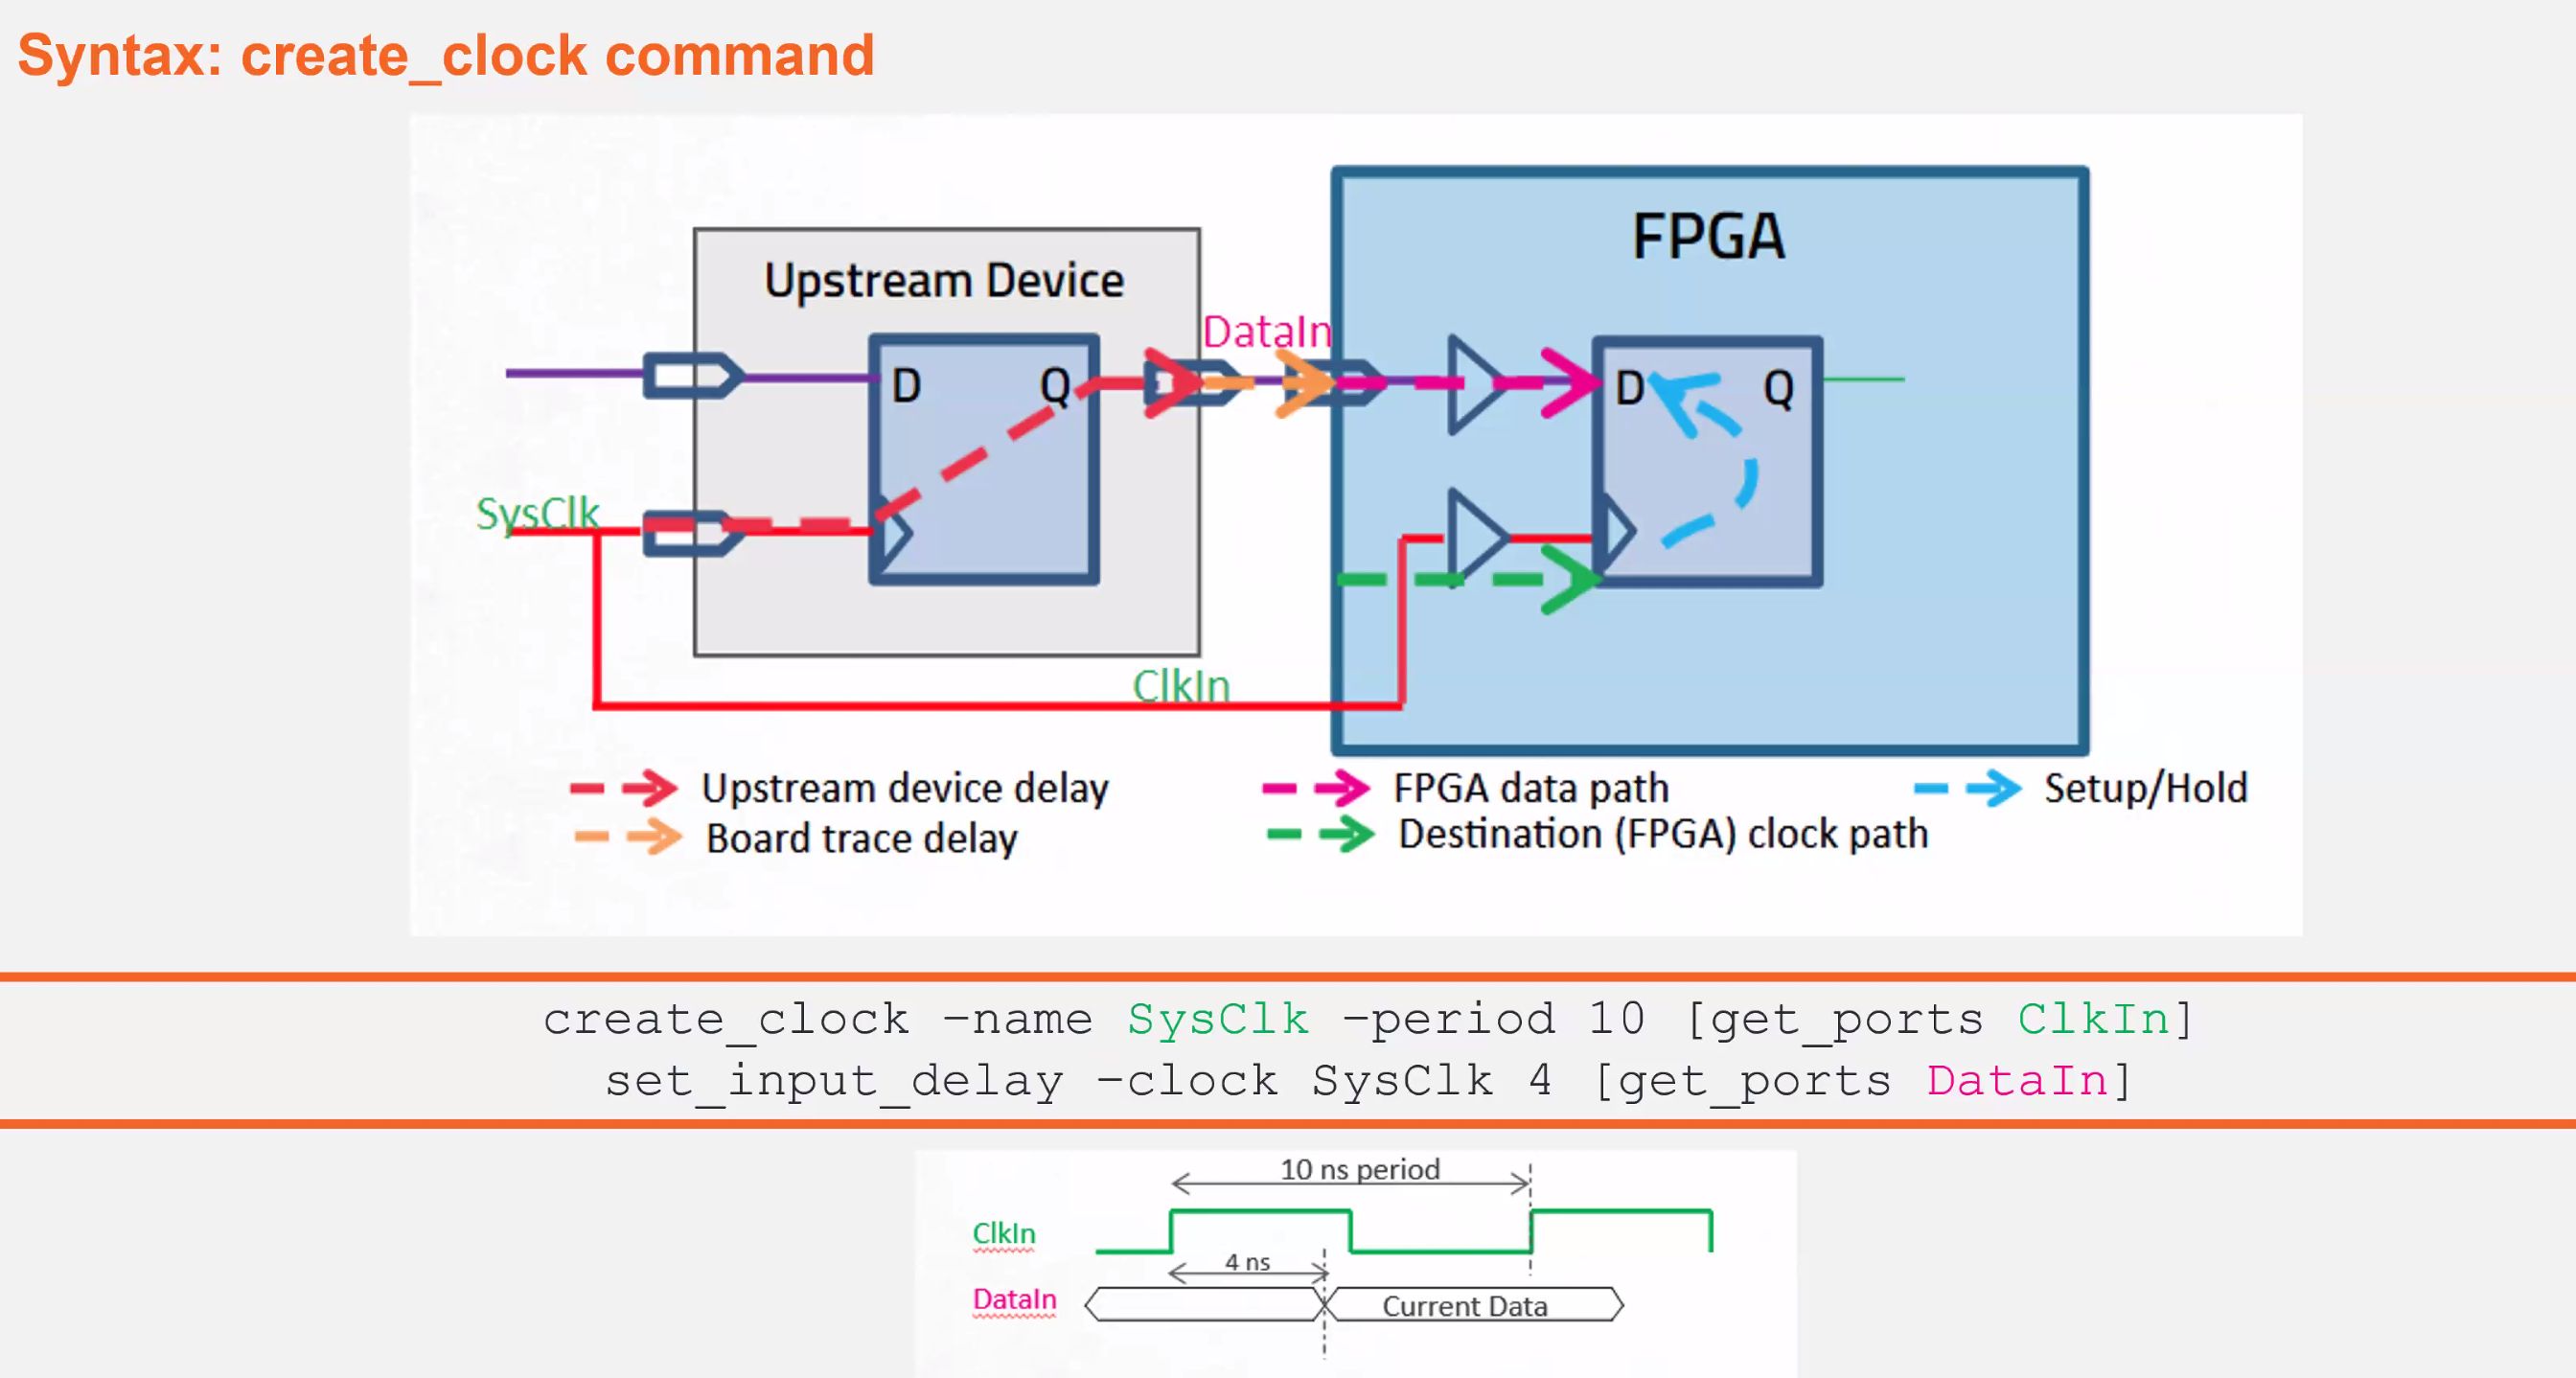 Syntax: create_clock command
FPGA
Upstream Device
DataIn
D Q
D Q
SysClk
ClkIn
Upstream device delay
FPGA data path
Setup/Hold
Board trace delay
Destination (FPGA) clock path
create_clock –name SysClk –period 10 [get_ports ClkIn]
set_input_delay –clock SysClk 4 [get_ports DataIn]
10 ns period
ClkIn
4 ns
DataIn
Current Data